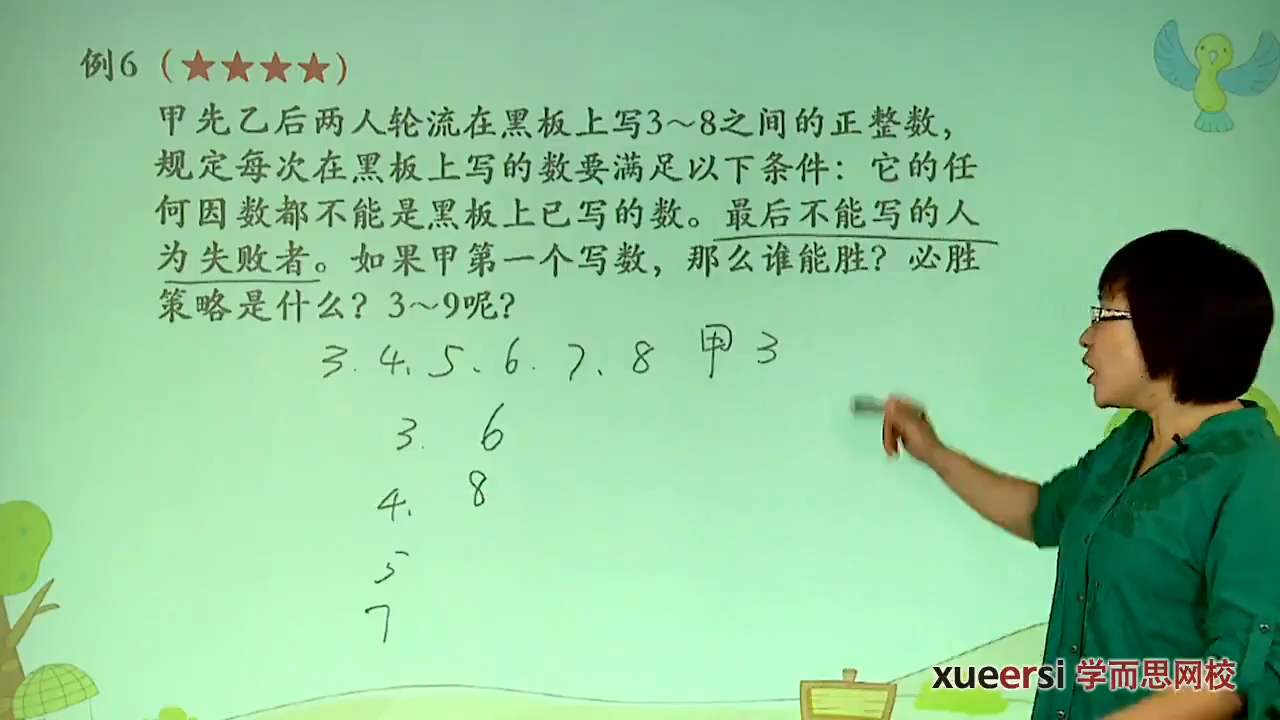 例6（★★★★）
甲先乙后两人轮流在黑板上写3～8之间的正整数，
规定每次在黑板上写的数要满足以下条件：它的任
何因数都不能是黑板上已写的数。最后不能写的人
为失败者。如果甲第一个写数，那么谁能胜？必胜
策略是什么？3～9呢？
3. 4. 5. 6. 7. 8 甲 3
3. 6
4. 8
5
7
xueersi 学而思网校